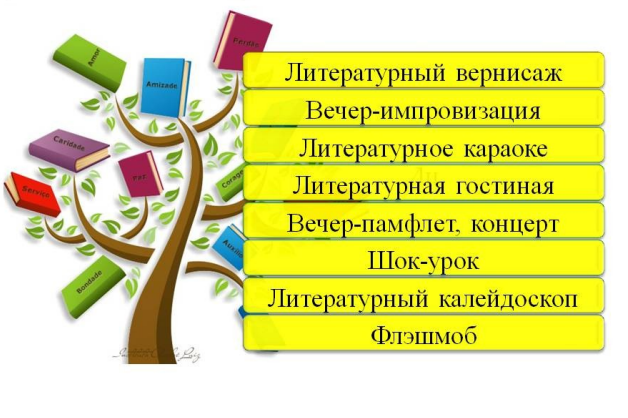 Amor
Perdão
Amizade
Caridade
Paz
Serviço
Bondade
Литературный вернисаж
Вечер-импровизация
Литературное караоке
Литературная гостиная
Вечер-памфлет, концерт
Шок-урок
Литературный калейдоскоп
Флэшмоб